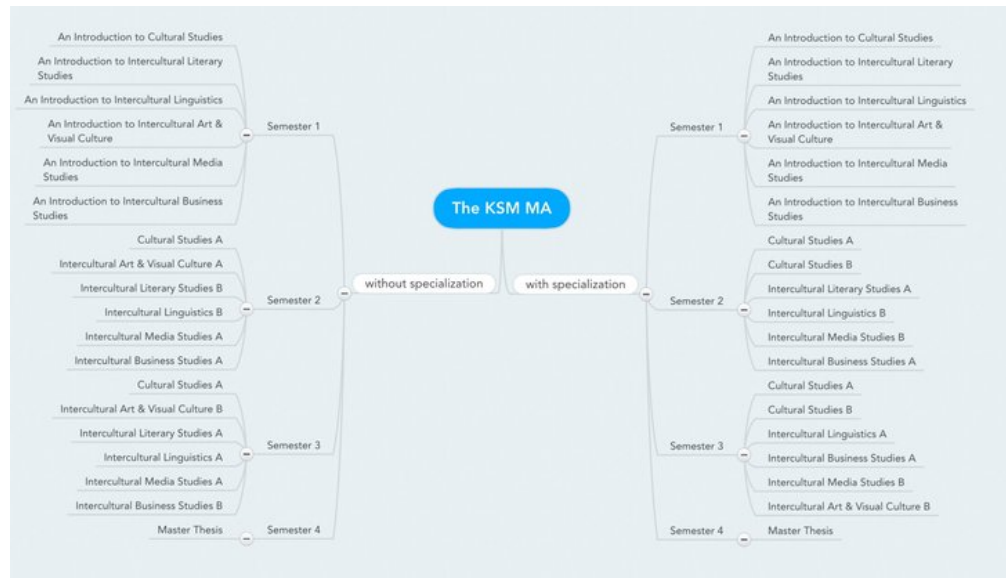 The KSM MA
without specialization
Semester 1
An Introduction to Cultural Studies
An Introduction to Intercultural Literary
Studies
An Introduction to Intercultural Linguistics
An Introduction to Intercultural Art &
Visual Culture
An Introduction to Intercultural Media
Studies
An Introduction to Intercultural Business
Studies
Semester 2
Cultural Studies A
Intercultural Art & Visual Culture A
Intercultural Literary Studies B
Intercultural Linguistics B
Intercultural Media Studies A
Intercultural Business Studies A
Semester 3
Cultural Studies A
Intercultural Art & Visual Culture B
Intercultural Literary Studies A
Intercultural Linguistics A
Intercultural Media Studies A
Intercultural Business Studies B
Semester 4
Master Thesis
with specialization
Semester 1
An Introduction to Cultural Studies
An Introduction to Intercultural Literary
Studies
An Introduction to Intercultural Linguistics
An Introduction to Intercultural Art &
Visual Culture
An Introduction to Intercultural Media
Studies
An Introduction to Intercultural Business
Studies
Semester 2
Cultural Studies A
Cultural Studies B
Intercultural Literary Studies A
Intercultural Linguistics B
Intercultural Media Studies B
Intercultural Business Studies A
Semester 3
Cultural Studies A
Cultural Studies B
Intercultural Linguistics A
Intercultural Business Studies A
Intercultural Media Studies B
Intercultural Art & Visual Culture B
Semester 4
Master Thesis